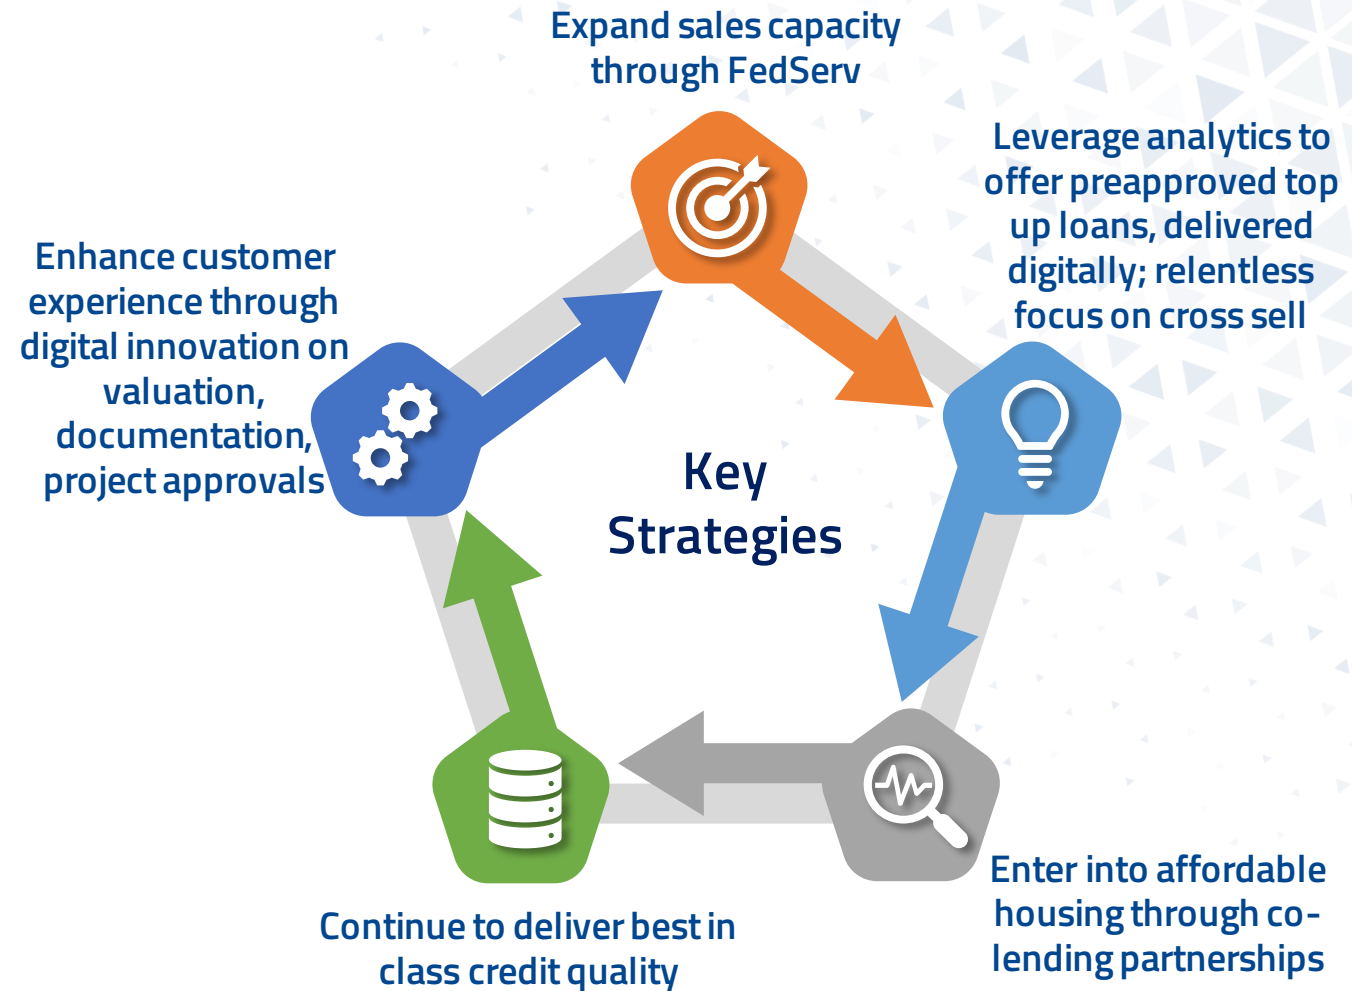 Expand sales capacity
through FedServ
Leverage analytics to
offer preapproved top
up loans, delivered
digitally; relentless
focus on cross sell
Enhance customer
experience through
digital innovation on
valuation,
documentation,
project approvals
Key
Strategies
Enter into affordable
housing through co-
lending partnerships
Continue to deliver best in
class credit quality